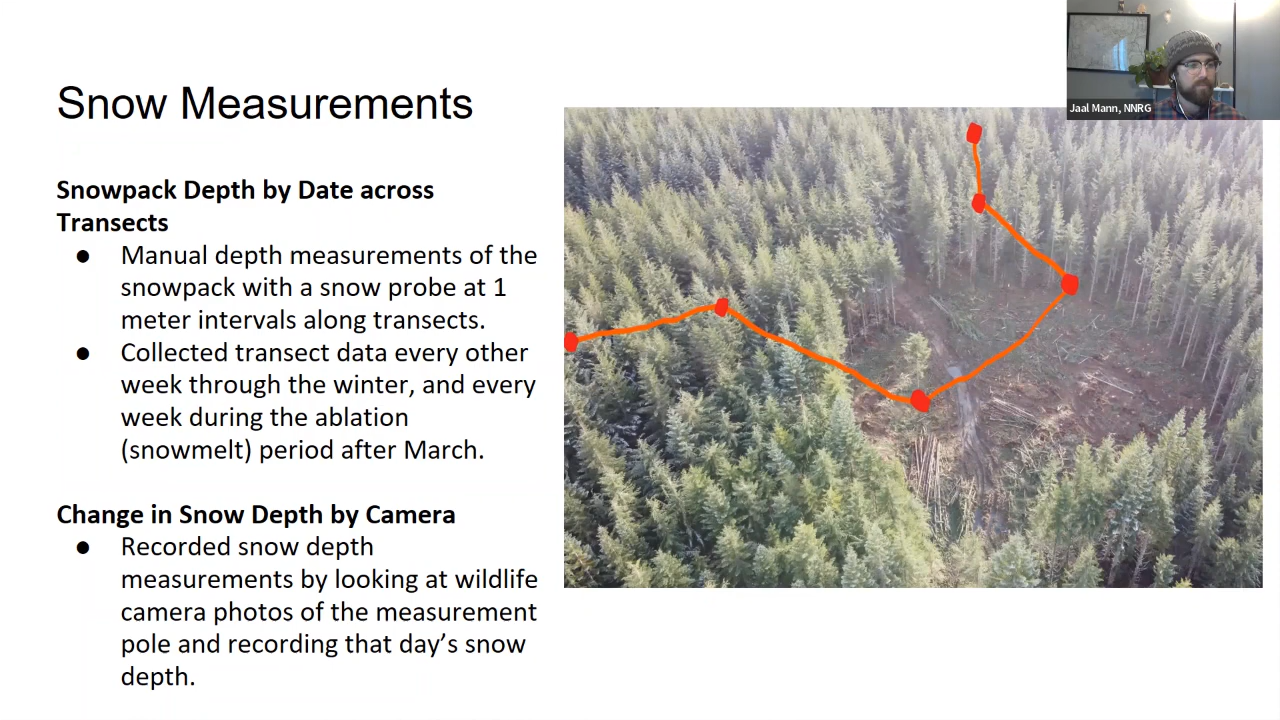 Snow Measurements
Snowpack Depth by Date across
Transects
● Manual depth measurements of the
snowpack with a snow probe at 1
meter intervals along transects.
● Collected transect data every other
week through the winter, and every
week during the ablation
(snowmelt) period after March.
Change in Snow Depth by Camera
● Recorded snow depth
measurements by looking at wildlife
camera photos of the measurement
pole and recording that day’s snow
depth.
Jaal Mann, NNRG